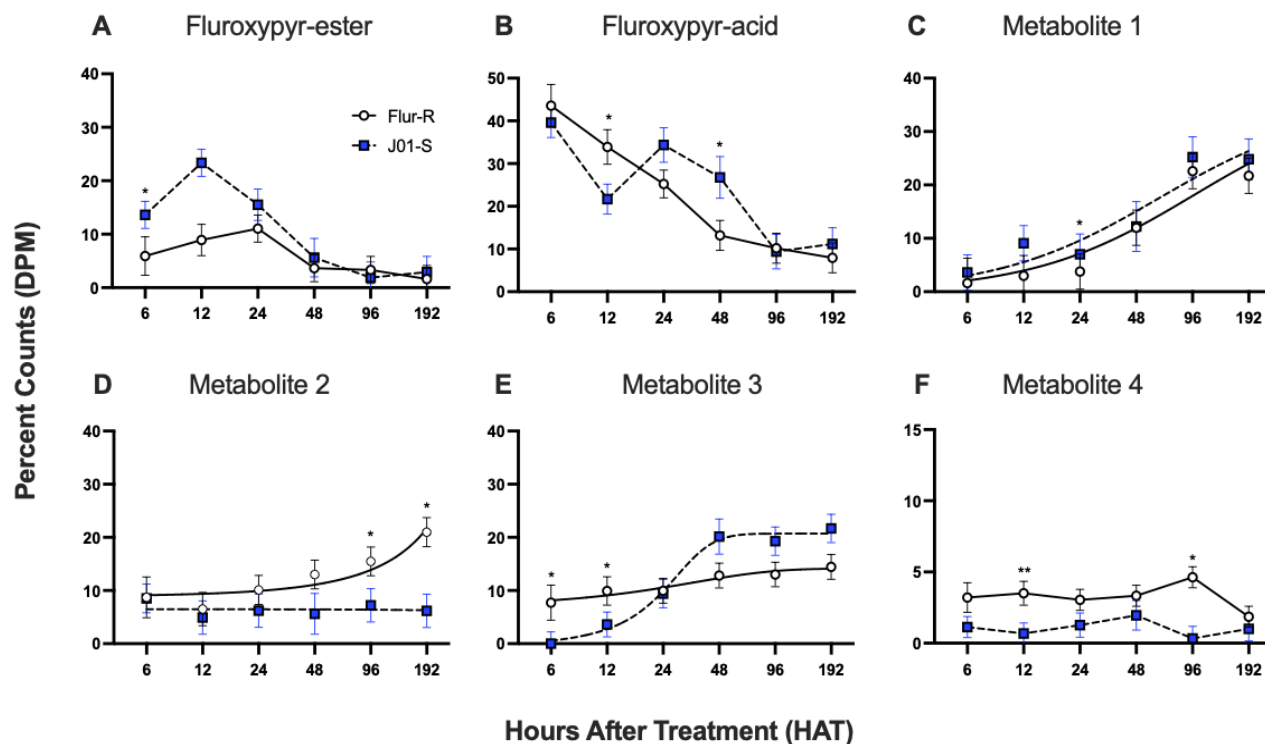 A Fluroxypyr-ester
B Fluroxypyr-acid
C Metabolite 1
40
30
20
10
0
*
Flur-R
J01-S
6 12 24 48 96 192
50
40
30
20
10
0
*
*
6 12 24 48 96 192
40
30
20
10
0
*
6 12 24 48 96 192
Percent Counts (DPM)
D Metabolite 2
E Metabolite 3
F Metabolite 4
40
30
20
10
0
*
*
6 12 24 48 96 192
40
30
20
10
0
*
*
6 12 24 48 96 192
15
10
5
0
**
*
6 12 24 48 96 192
Hours After Treatment (HAT)